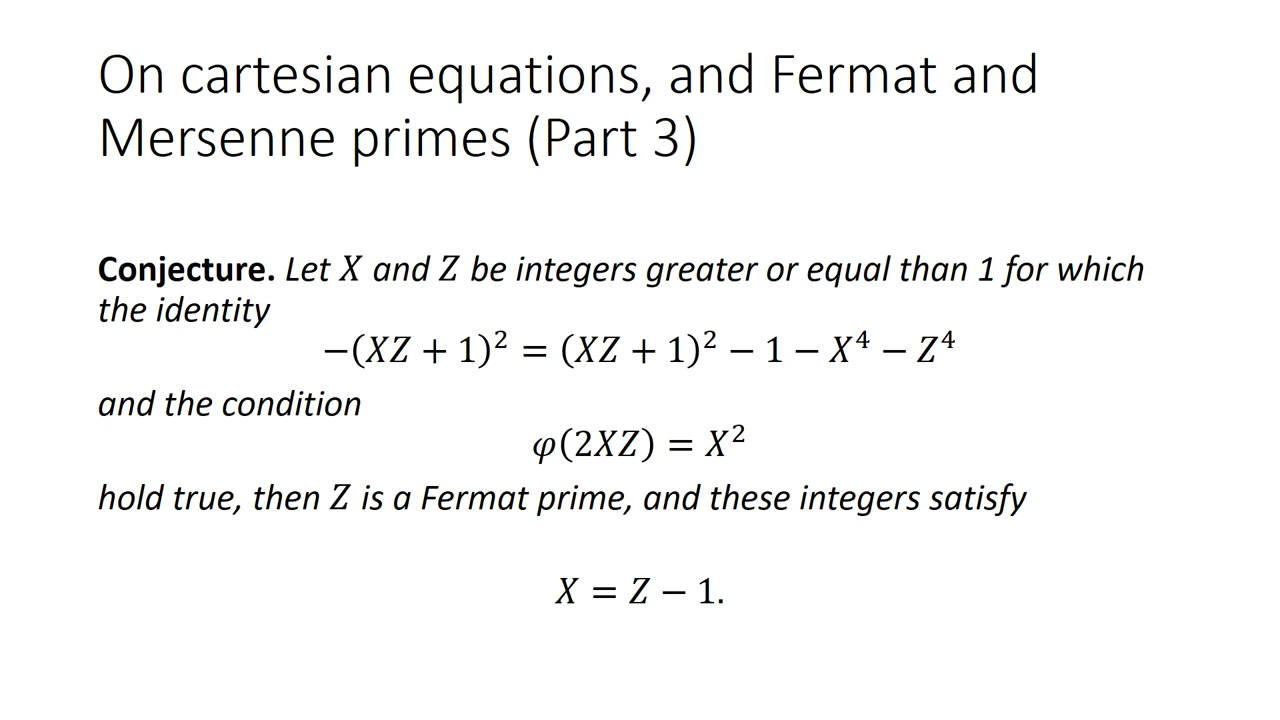 On cartesian equations, and Fermat and
Mersenne primes (Part 3)
Conjecture. Let X and Z be integers greater or equal than 1 for which
the identity
−(XZ + 1)² = (XZ + 1)² − 1 − X⁴ − Z⁴
and the condition
φ(2XZ) = X²
hold true, then Z is a Fermat prime, and these integers satisfy
X = Z − 1.